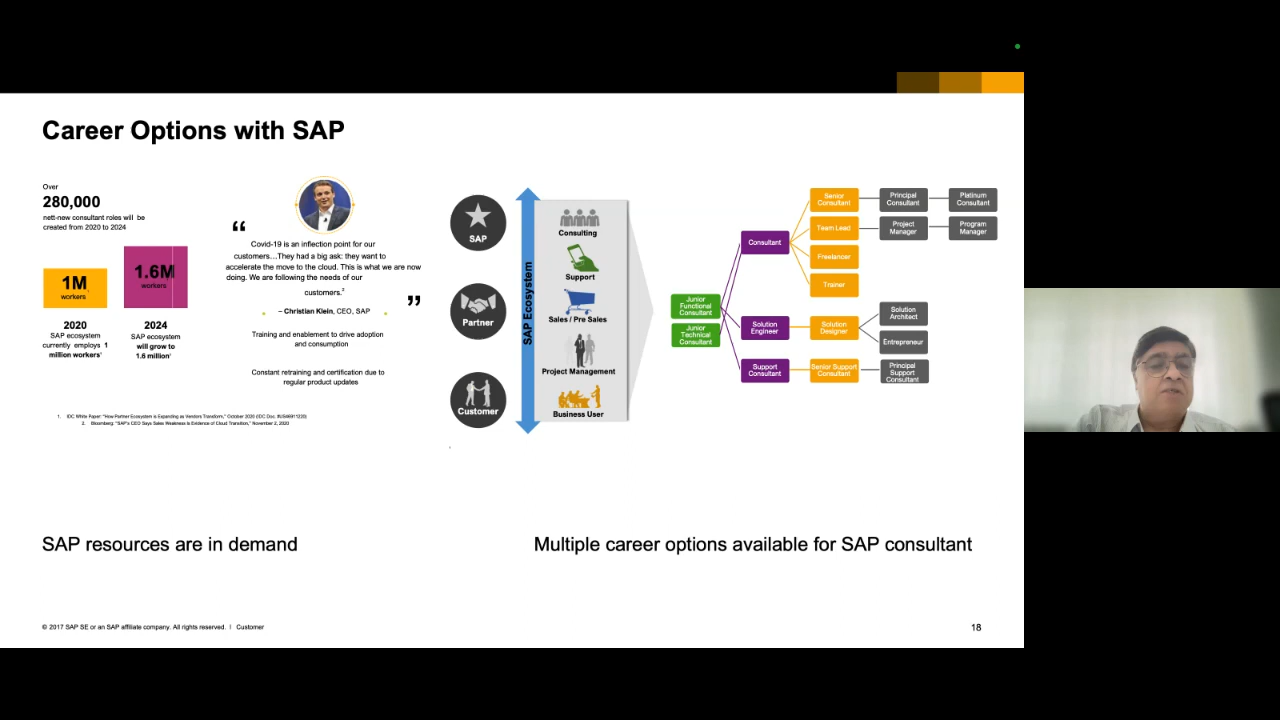 Career Options with SAP
Over
280,000
nett-new consultant roles will be
created from 2020 to 2024
1M
workers
1.6M
workers
2020
SAP ecosystem
currently employs 1
million workers¹
2024
SAP ecosystem
will grow to
1.6 million¹
“
Covid-19 is an inflection point for our
customers…They had a big ask: they want to
accelerate the move to the cloud. This is what we are now
doing. We are following the needs of our
customers.²
”
– Christian Klein, CEO, SAP
Training and enablement to drive adoption
and consumption
Constant retraining and certification due to
regular product updates
1. IDC White Paper: "How Partner Ecosystem is Expanding as Vendors Transform," October 2020
2. Bloomberg: "SAP's CEO Says Sales Weakness is Evidence of Cloud Transition," November 2, 2020
SAP
Partner
Customer
SAP Ecosystem
Consulting
Support
Sales / Pre Sales
Project Management
Business User
Junior
Functional
Consultant
Junior
Technical
Consultant
Consultant
Solution
Engineer
Support
Consultant
Senior
Consultant
Team Lead
Freelancer
Trainer
Solution
Designer
Senior Support
Consultant
Principal
Consultant
Project
Manager
Solution
Architect
Entrepreneur
Principal
Support
Consultant
Platinum
Consultant
Program
Manager
SAP resources are in demand
Multiple career options available for SAP consultant
© 2017 SAP SE or an SAP affiliate company. All rights reserved. I Customer
18